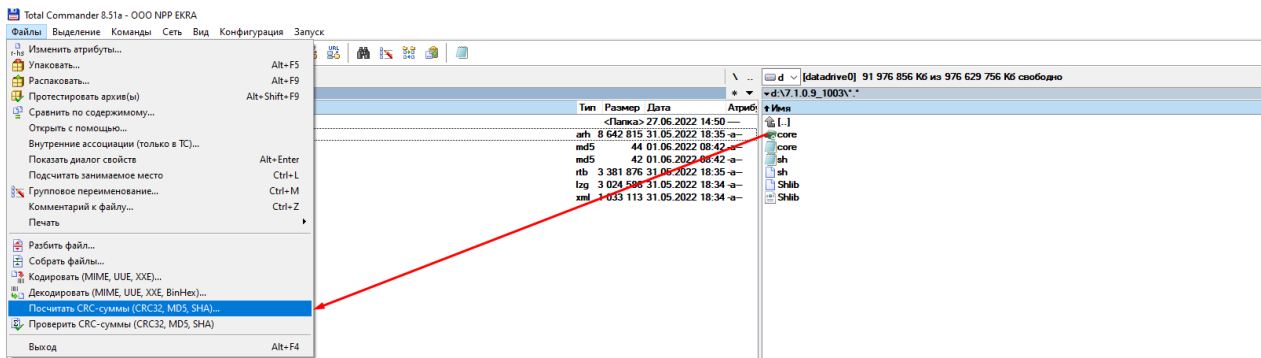 Total Commander 8.51a - OOO NPP EKRA
Файлы Выделение Команды Сеть Вид Конфигурация Запуск
Изменить атрибуты...
Упаковать... Alt+F5
Распаковать... Alt+F9
Протестировать архив(ы) Alt+Shift+F9
Сравнить по содержимому...
Открыть с помощью...
Внутренние ассоциации (только в TC)...
Показать диалог свойств Alt+Enter
Подсчитать занимаемое место Ctrl+L
Групповое переименование... Ctrl+M
Комментарий к файлу... Ctrl+Z
Печать
Разбить файл...
Собрать файлы...
Кодировать (MIME, UUE, XXE)...
Декодировать (MIME, UUE, XXE, BinHex)...
Посчитать CRC-суммы (CRC32, MD5, SHA)...
Проверить CRC-суммы (CRC32, MD5, SHA)
Выход Alt+F4
URL
\ ..
* ▼
Тип Размер Дата Атрибу
<Папка> 27.06.2022 14:50 —
arh 8 642 815 31.05.2022 18:35 -a–
md5 44 01.06.2022 08:42 -a–
md5 42 01.06.2022 08:42 -a–
rtb 3 381 876 31.05.2022 18:35 -a–
lzg 3 024 586 31.05.2022 18:34 -a–
xml 1 033 113 31.05.2022 18:34 -a–
d [datadrive0] 91 976 856 Кб из 976 629 756 Кб свободно
d:\7.1.0.9_1003\*.*
Имя
[..]
core
core
sh
sh
Shlib
Shlib